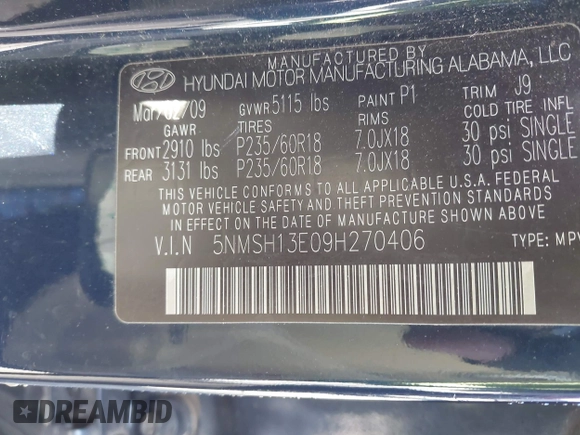 MANUFACTURED BY
HYUNDAI MOTOR MANUFACTURING ALABAMA, LLC
Mar/02/09 GVWR 5115 lbs PAINT P1 TRIM J9
GAWR TIRES RIMS COLD TIRE INFL
FRONT 2910 lbs P235/60R18 7.0JX18 30 psi SINGLE
REAR 3131 lbs P235/60R18 7.0JX18 30 psi SINGLE
THIS VEHICLE CONFORMS TO ALL APPLICABLE U.S.A. FEDERAL
MOTOR VEHICLE SAFETY AND THEFT PREVENTION STANDARDS
IN EFFECT ON THE DATE OF MANUFACTURE SHOWN ABOVE.
V.I.N 5NMSH13E09H270406 TYPE: MPV
DREAMBID